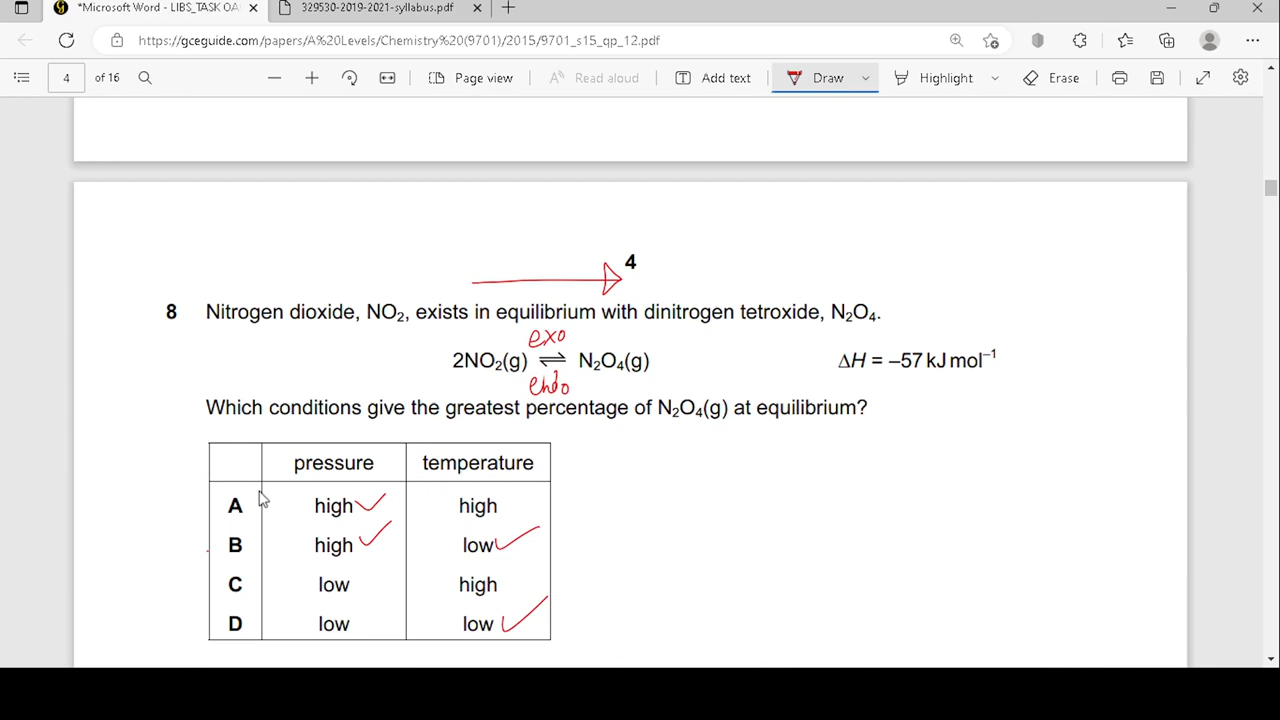 *Microsoft Word - LIBS_TASK OA
329530-2019-2021-syllabus.pdf
https://gceguide.com/papers/A%20Levels/Chemistry%20(9701)/2015/9701_s15_qp_12.pdf
4 of 16
Page view
Read aloud
Add text
Draw
Highlight
Erase
4
8 Nitrogen dioxide, NO₂, exists in equilibrium with dinitrogen tetroxide, N₂O₄.
exo
2NO₂(g) ⇌ N₂O₄(g) ΔH = –57 kJ mol⁻¹
endo
Which conditions give the greatest percentage of N₂O₄(g) at equilibrium?
pressure temperature
A high ✓ high
B high ✓ low ✓
C low high
D low low ✓